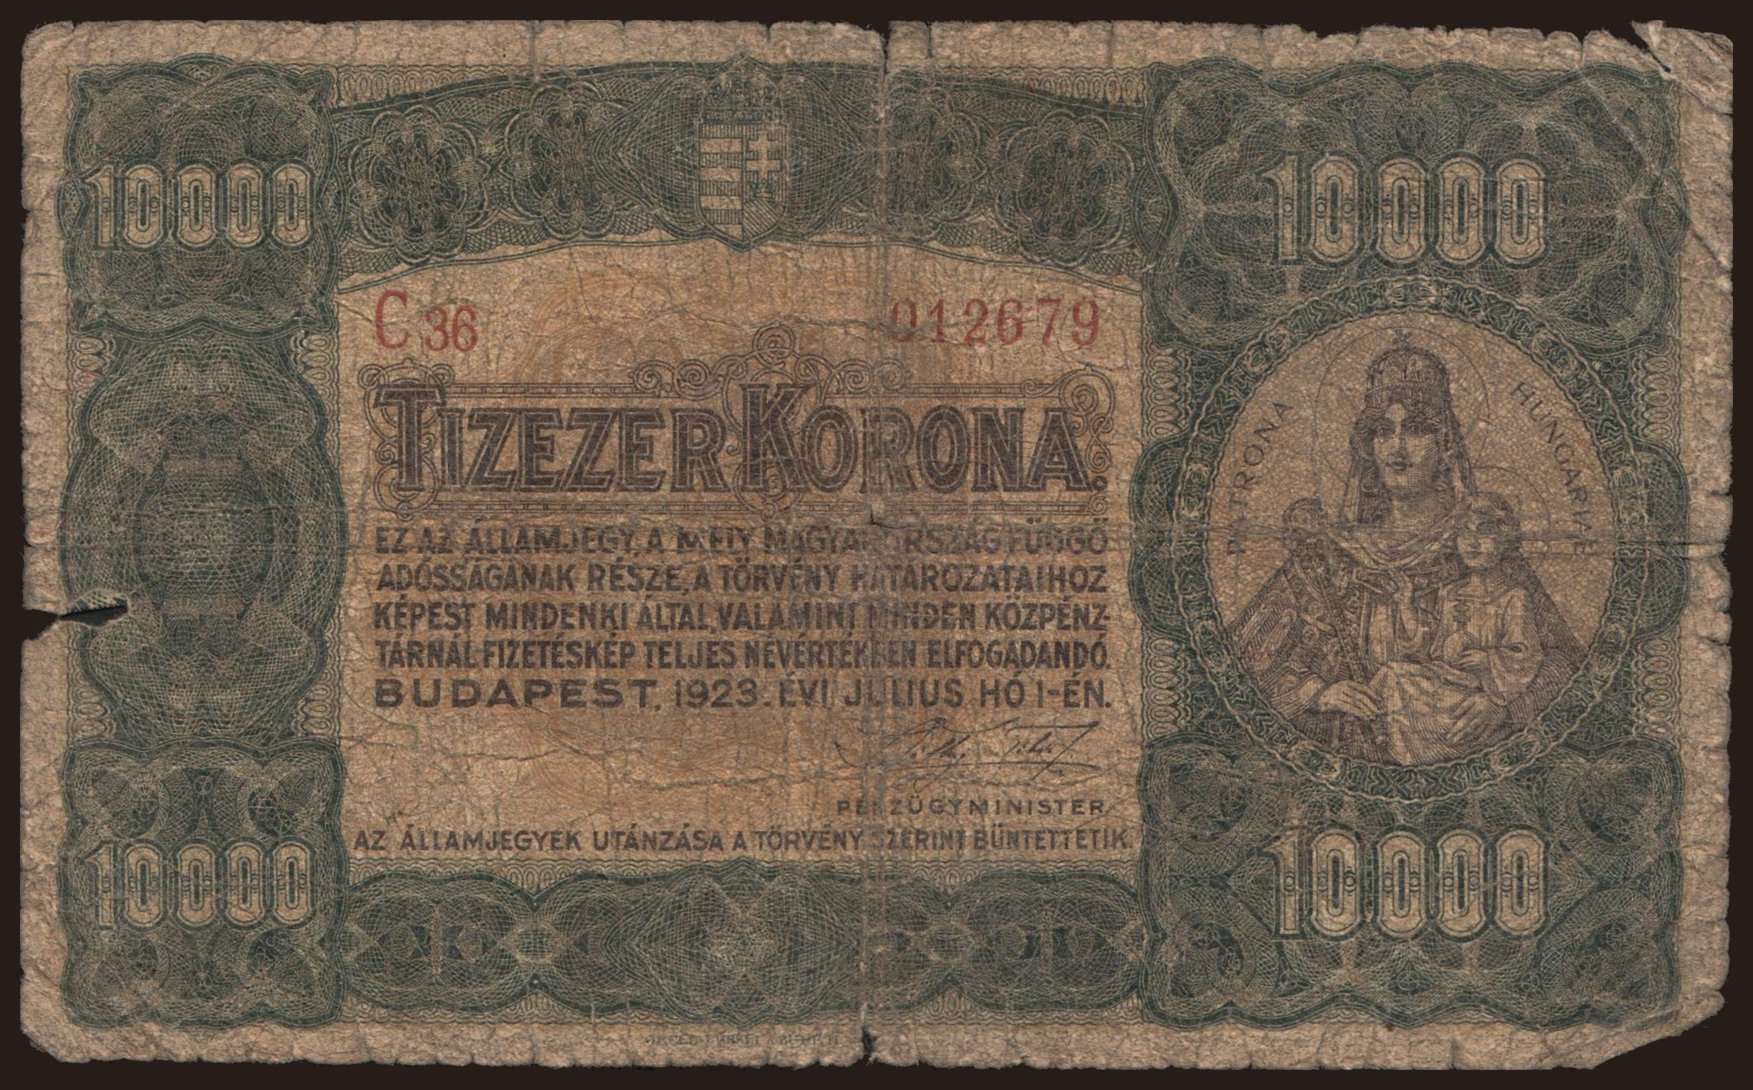 10000
10000
C 36
012679
TIZEZER KORONA.
PATRONA HUNGARIAE
EZ AZ ÁLLAMJEGY, A MELY MAGYARORSZÁG FÜGGŐ
ADÓSSÁGÁNAK RÉSZE, A TÖRVÉNY HATÁROZATAIHOZ
KÉPEST MINDENKI ÁLTAL, VALAMINT MINDEN KÖZPÉNZ-
TÁRNÁL FIZETÉSKÉP TELJES NÉVÉRTÉKBEN ELFOGADANDÓ.
BUDAPEST, 1923. ÉVI JÚLIUS HÓ 1-ÉN.
PÉNZÜGYMINISTER.
AZ ÁLLAMJEGYEK UTÁNZÁSA A TÖRVÉNY SZERINT BÜNTETTETIK.
10000
10000